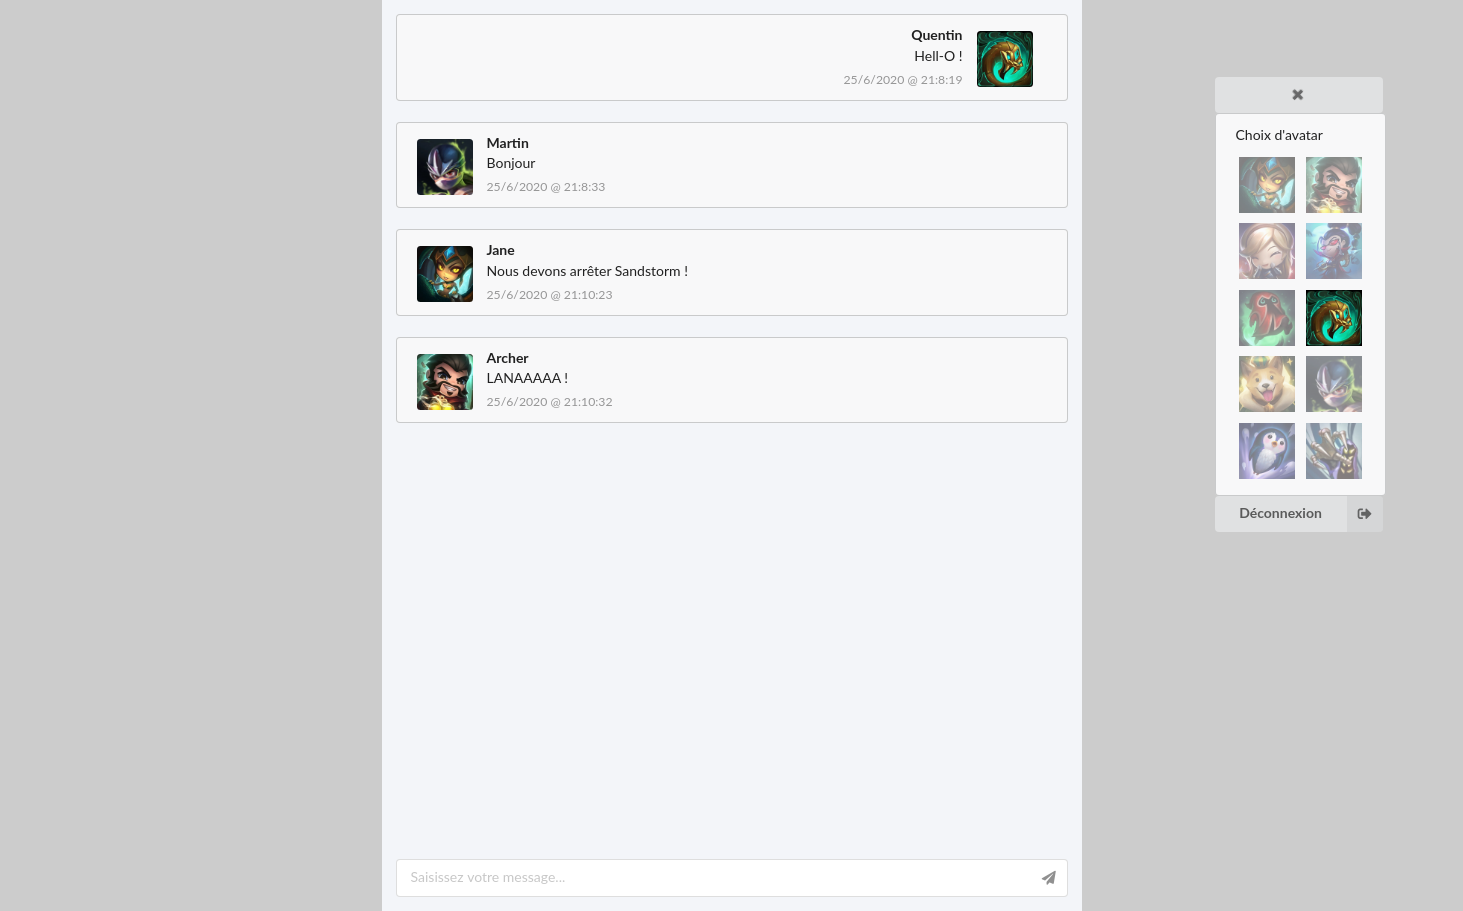 Quentin
Hell-O !
25/6/2020 @ 21:8:19
Martin
Bonjour
25/6/2020 @ 21:8:33
Jane
Nous devons arrêter Sandstorm !
25/6/2020 @ 21:10:23
Archer
LANAAAAA !
25/6/2020 @ 21:10:32
Saisissez votre message...
Choix d'avatar
Déconnexion